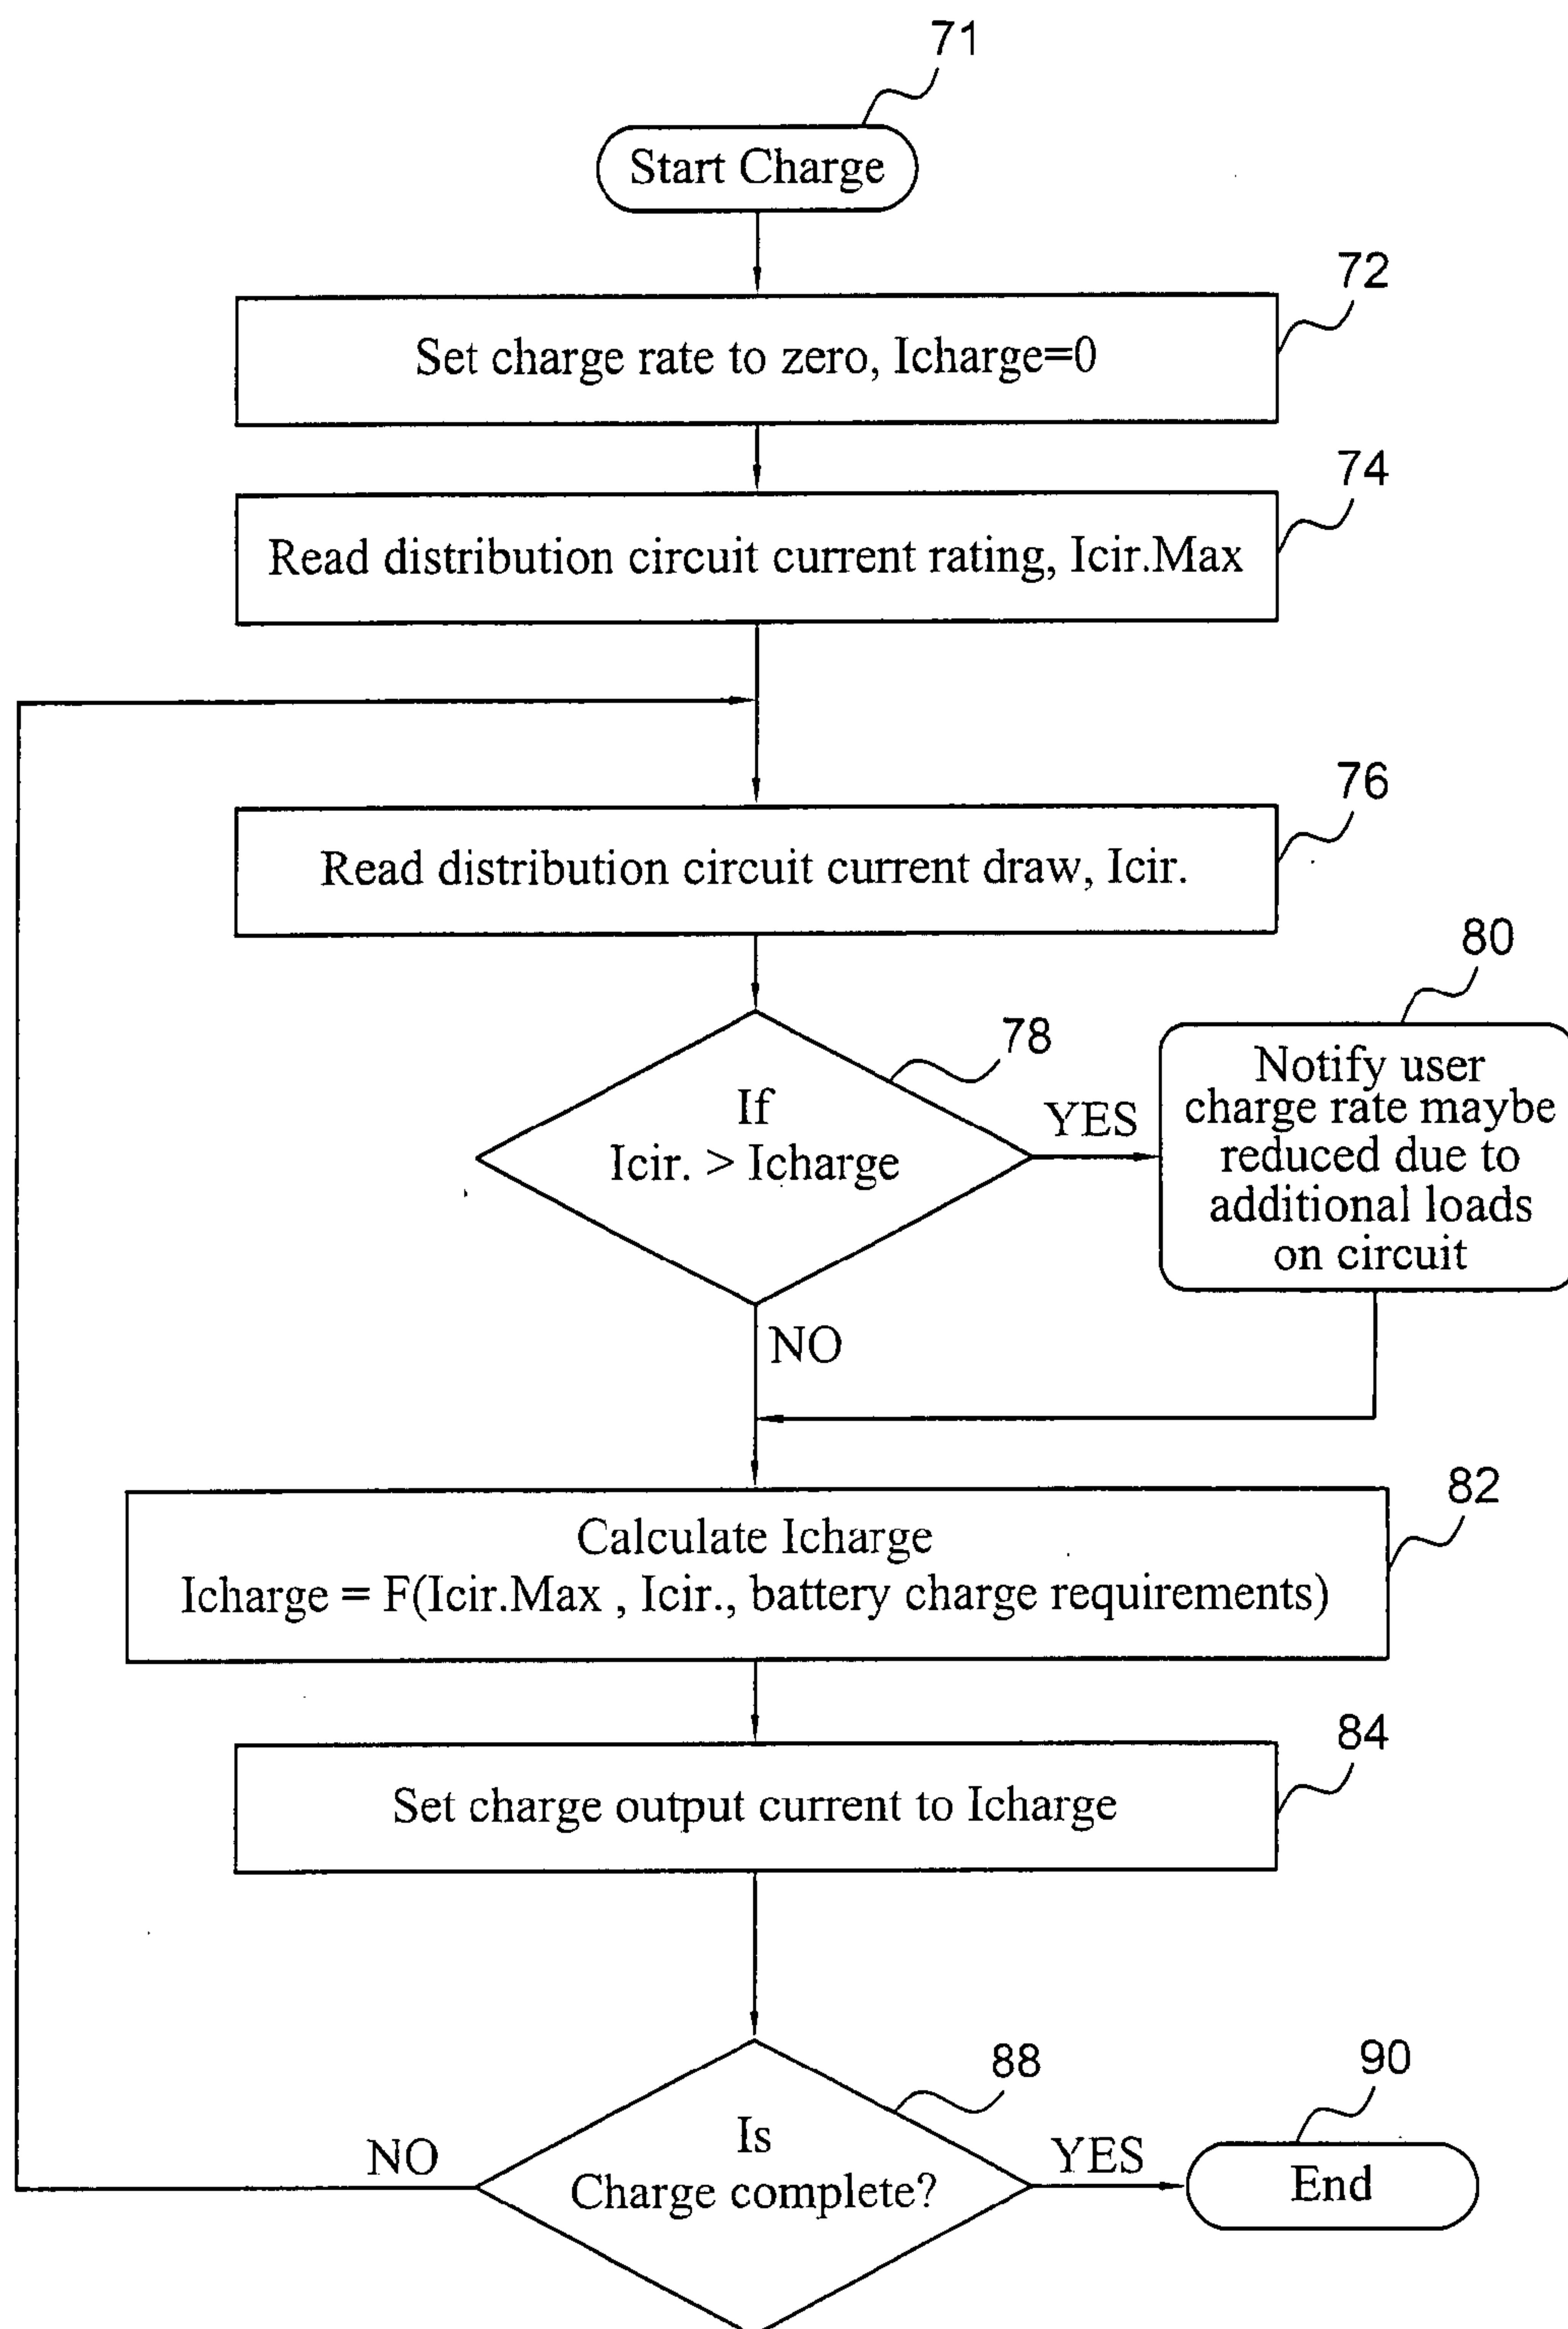 71
Start Charge
72
Set charge rate to zero, Icharge=0
74
Read distribution circuit current rating, Icir.Max
76
Read distribution circuit current draw, Icir.
78
If
Icir. > Icharge
YES
80
Notify user
charge rate maybe
reduced due to
additional loads
on circuit
NO
82
Calculate Icharge
Icharge = F(Icir.Max , Icir., battery charge requirements)
84
Set charge output current to Icharge
88
Is
Charge complete?
NO
YES
90
End